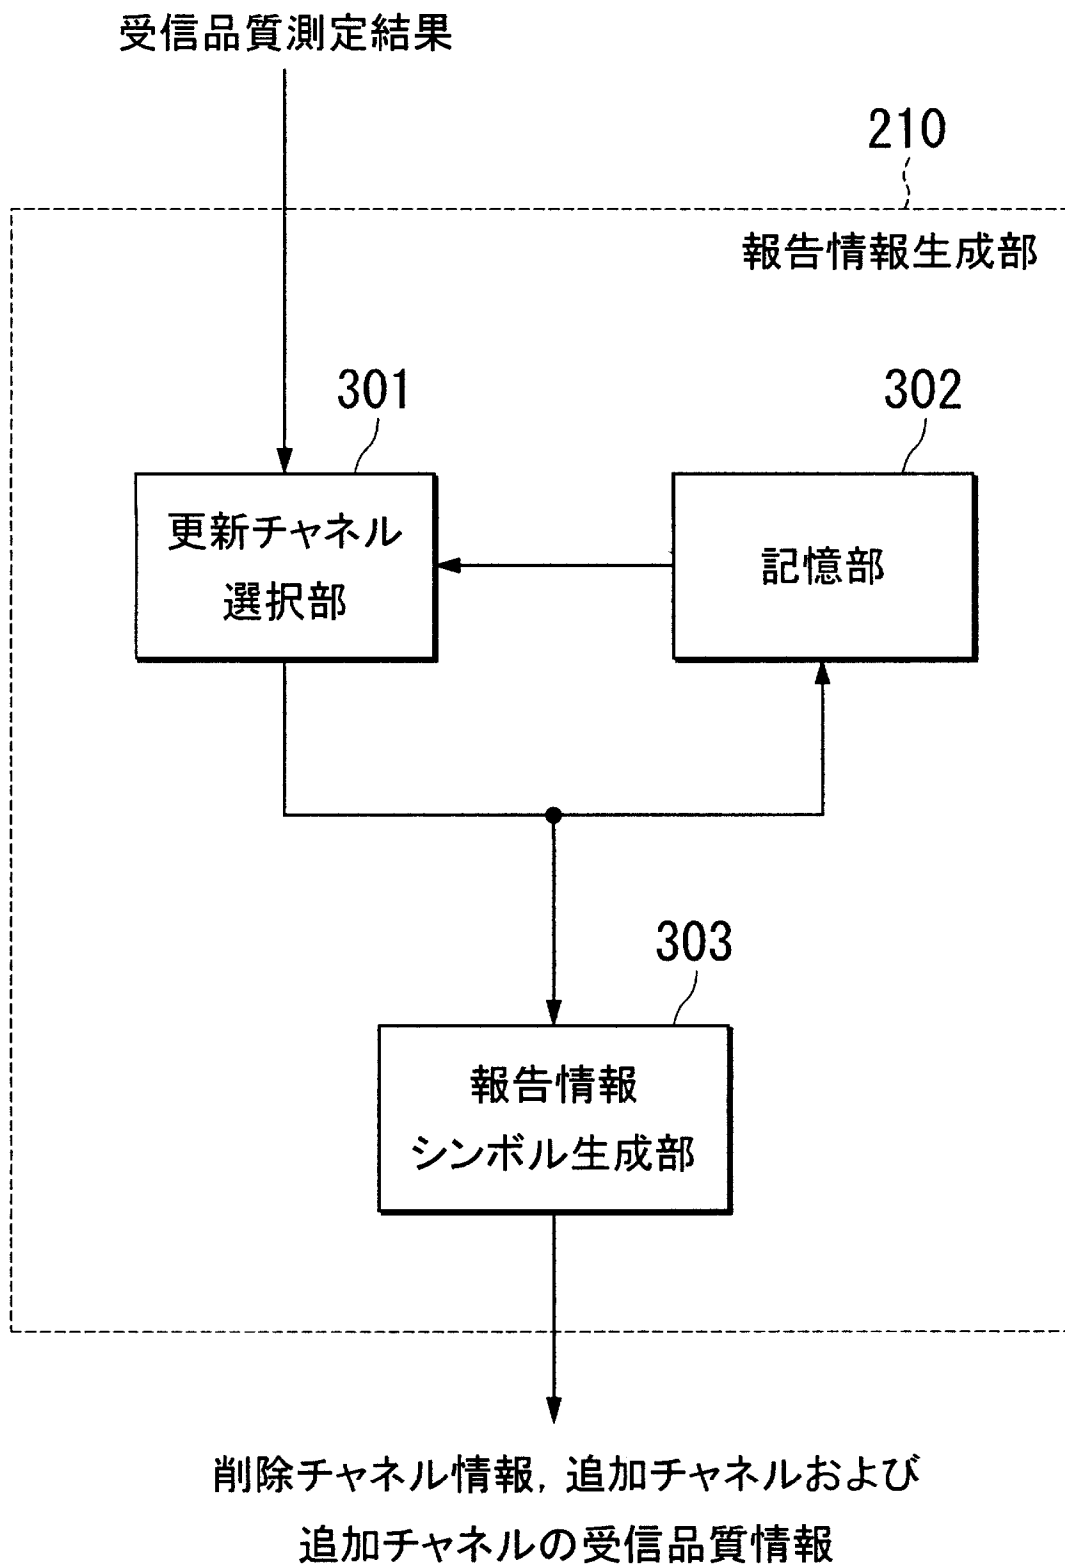 受信品質測定結果
210
報告情報生成部
301
302
更新チャネル
選択部
記憶部
303
報告情報
シンボル生成部
削除チャネル情報, 追加チャネルおよび
追加チャネルの受信品質情報